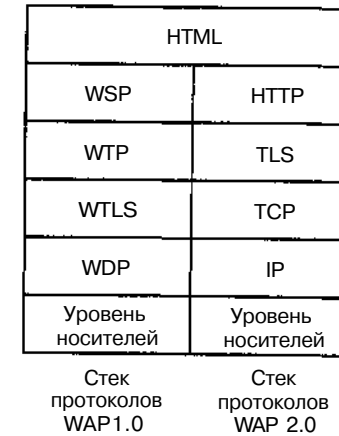 HTML
WSP
HTTP
WTP
TLS
WTLS
TCP
WDP
IP
Уровень
носителей
Уровень
носителей
Стек
протоколов
WAP1.0
Стек
протоколов
WAP 2.0